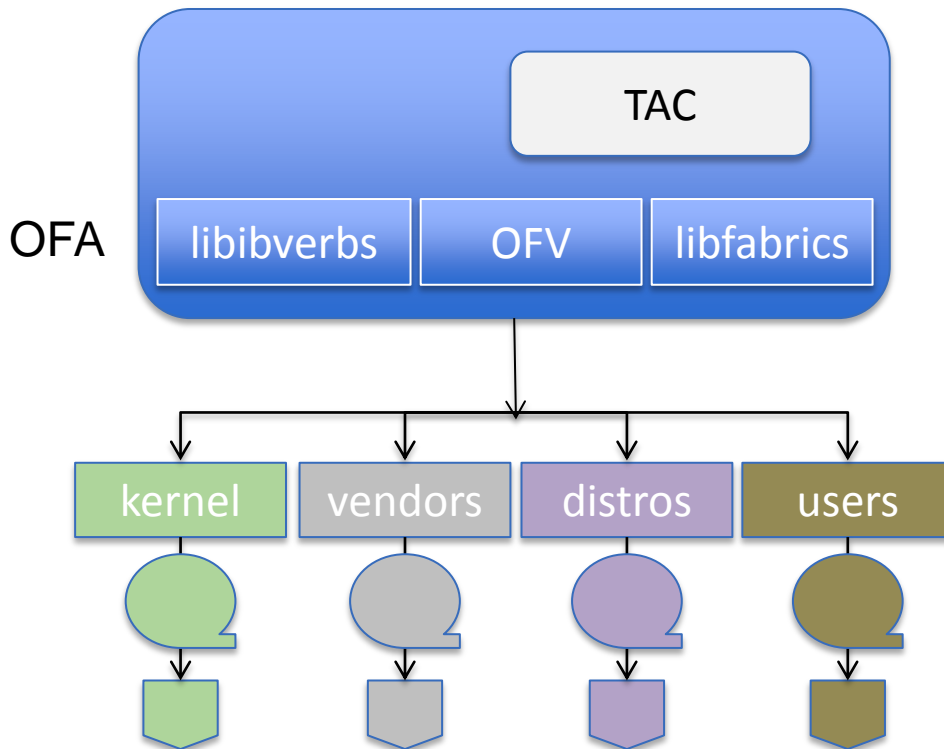 TAC
OFA
libibverbs
OFV
libfabrics
kernel
vendors
distros
users